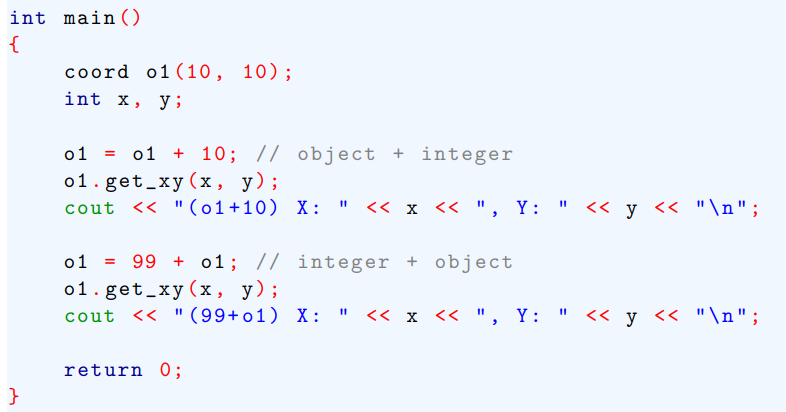 int main()
{
    coord o1(10, 10);
    int x, y;

    o1 = o1 + 10; // object + integer
    o1.get_xy(x, y);
    cout << "(o1+10) X: " << x << ", Y: " << y << "\n";

    o1 = 99 + o1; // integer + object
    o1.get_xy(x, y);
    cout << "(99+o1) X: " << x << ", Y: " << y << "\n";

    return 0;
}